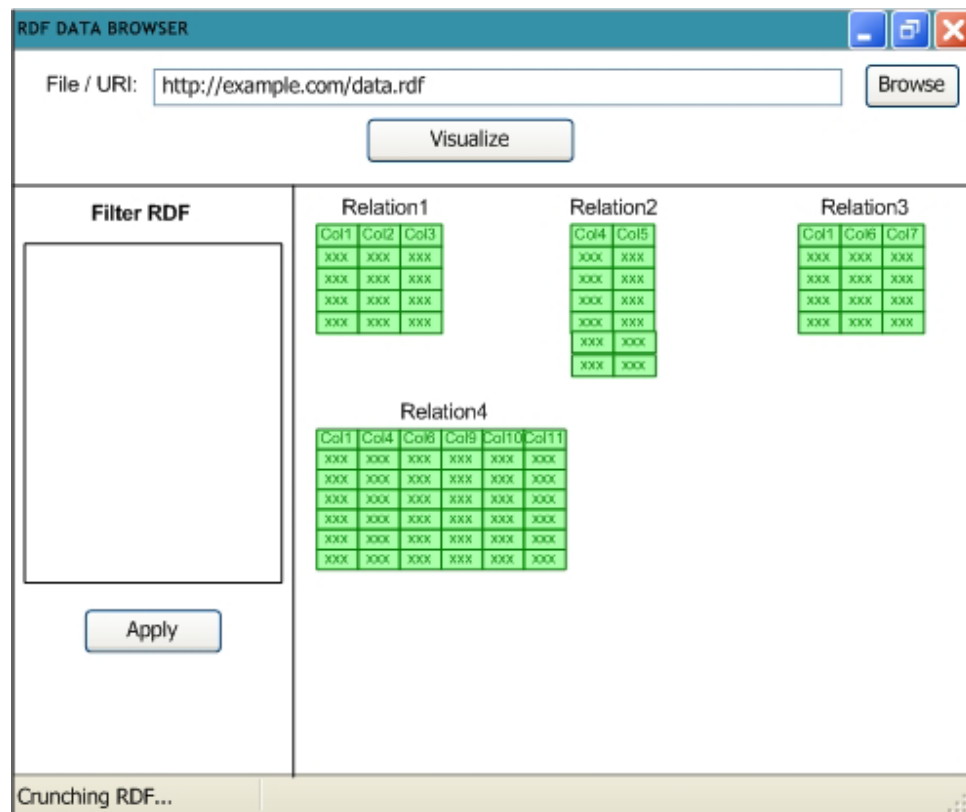 RDF DATA BROWSER
File / URI: http://example.com/data.rdf Browse
Visualize
Filter RDF
Apply
Relation1
Col1 Col2 Col3
xxx xxx xxx
xxx xxx xxx
xxx xxx xxx
xxx xxx xxx
Relation2
Col4 Col5
xxx xxx
xxx xxx
xxx xxx
xxx xxx
xxx xxx
xxx xxx
Relation3
Col1 Col6 Col7
xxx xxx xxx
xxx xxx xxx
xxx xxx xxx
xxx xxx xxx
Relation4
Col1 Col4 Col6 Col9 Col10 Col11
xxx xxx xxx xxx xxx xxx
xxx xxx xxx xxx xxx xxx
xxx xxx xxx xxx xxx xxx
xxx xxx xxx xxx xxx xxx
xxx xxx xxx xxx xxx xxx
xxx xxx xxx xxx xxx xxx
Crunching RDF...